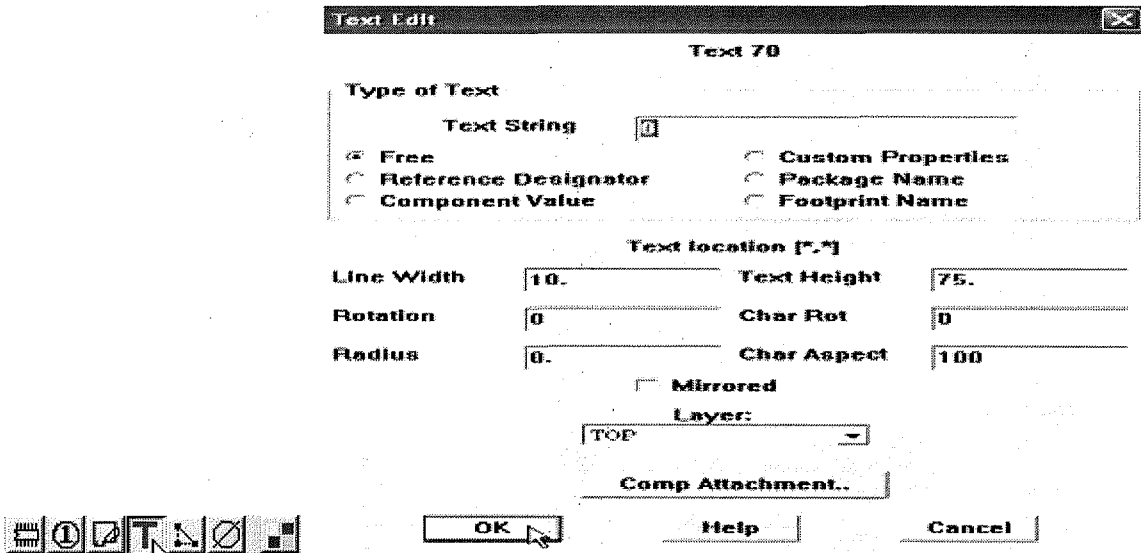 Text Edit
Text 70
Type of Text
Text String 0
Free Custom Properties
Reference Designator Package Name
Component Value Footprint Name
Text location [*,*]
Line Width 10. Text Height 75.
Rotation 0 Char Rot 0
Radius 0. Char Aspect 100
Mirrored
Layer:
TOP
Comp Attachment..
1 T OK Help Cancel